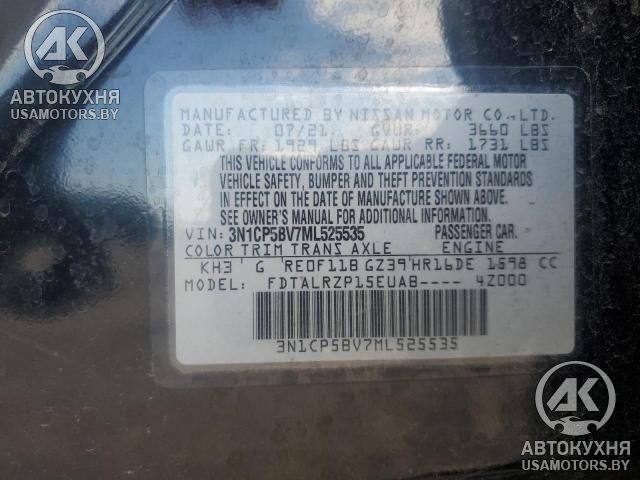 AK
АВТОКУХНЯ
USAMOTORS.BY
MANUFACTURED BY NISSAN MOTOR CO.,LTD.
DATE: 07/21 GVWR: 3660 LBS
GAWR FR: 1929 LBS GAWR RR: 1731 LBS
THIS VEHICLE CONFORMS TO ALL APPLICABLE FEDERAL MOTOR
VEHICLE SAFETY, BUMPER AND THEFT PREVENTION STANDARDS
IN EFFECT ON THE DATE OF MANUFACTURE SHOWN ABOVE.
SEE OWNER'S MANUAL FOR ADDITIONAL INFORMATION.
VIN: 3N1CP5BV7ML525535 PASSENGER CAR.
COLOR TRIM TRANS AXLE ENGINE
KH3 G RE0F11B GZ39 HR16DE 1598 CC
MODEL: FDTALRZP15EUAB---- 4Z000
3N1CP5BV7ML525535
AK
АВТОКУХНЯ
USAMOTORS.BY